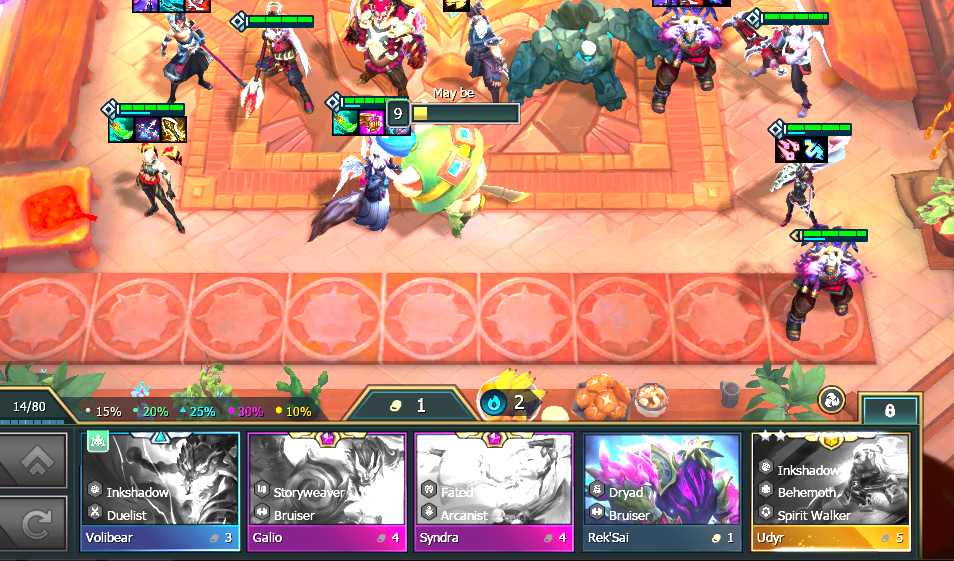 May be
9
14/80
15%
20%
25%
30%
10%
1
2
Inkshadow
Duelist
Volibear
3
Storyweaver
Bruiser
Galio
4
Fated
Arcanist
Syndra
4
Dryad
Bruiser
Rek'Sai
1
Inkshadow
Behemoth
Spirit Walker
Udyr
5